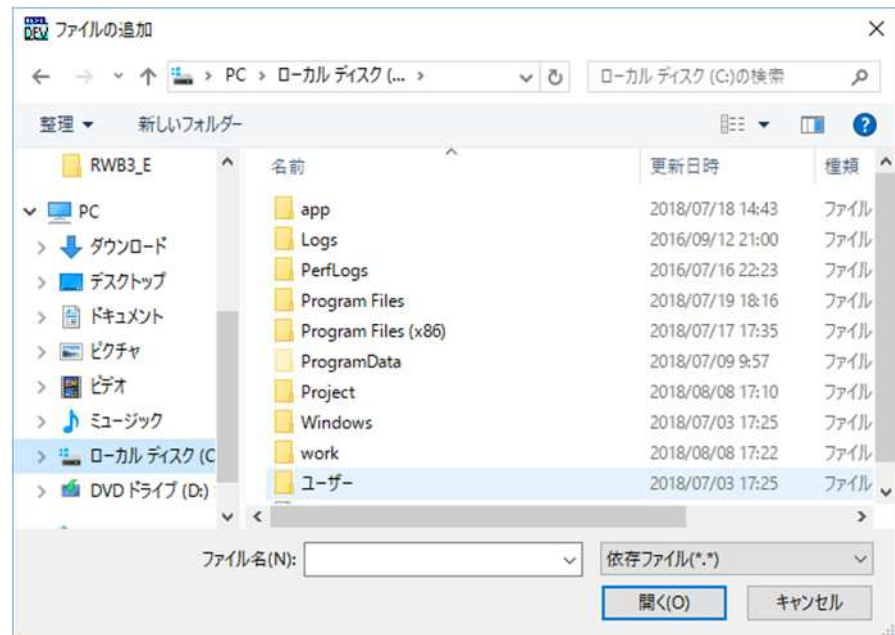 ファイルの追加
PC › ローカル ディスク (... ›
ローカル ディスク (C:)の検索
整理
新しいフォルダー
RWB3_E
PC
ダウンロード
デスクトップ
ドキュメント
ピクチャ
ビデオ
ミュージック
ローカル ディスク (C
DVD ドライブ (D:)
名前 更新日時 種類
app 2018/07/18 14:43 ファイル
Logs 2016/09/12 21:00 ファイル
PerfLogs 2016/07/16 22:23 ファイル
Program Files 2018/07/19 18:16 ファイル
Program Files (x86) 2018/07/17 17:35 ファイル
ProgramData 2018/07/09 9:57 ファイル
Project 2018/08/08 17:10 ファイル
Windows 2018/07/03 17:25 ファイル
work 2018/08/08 17:22 ファイル
ユーザー 2018/07/03 17:25 ファイル
ファイル名(N):
依存ファイル(*.*)
開く(O)
キャンセル